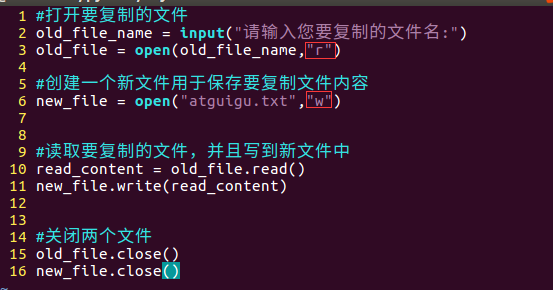 1 #打开要复制的文件
2 old_file_name = input("请输入您要复制的文件名:")
3 old_file = open(old_file_name,"r")
4
5 #创建一个新文件用于保存要复制文件内容
6 new_file = open("atguigu.txt","w")
7
8
9 #读取要复制的文件, 并且写到新文件中
10 read_content = old_file.read()
11 new_file.write(read_content)
12
13
14 #关闭两个文件
15 old_file.close()
16 new_file.close()
~